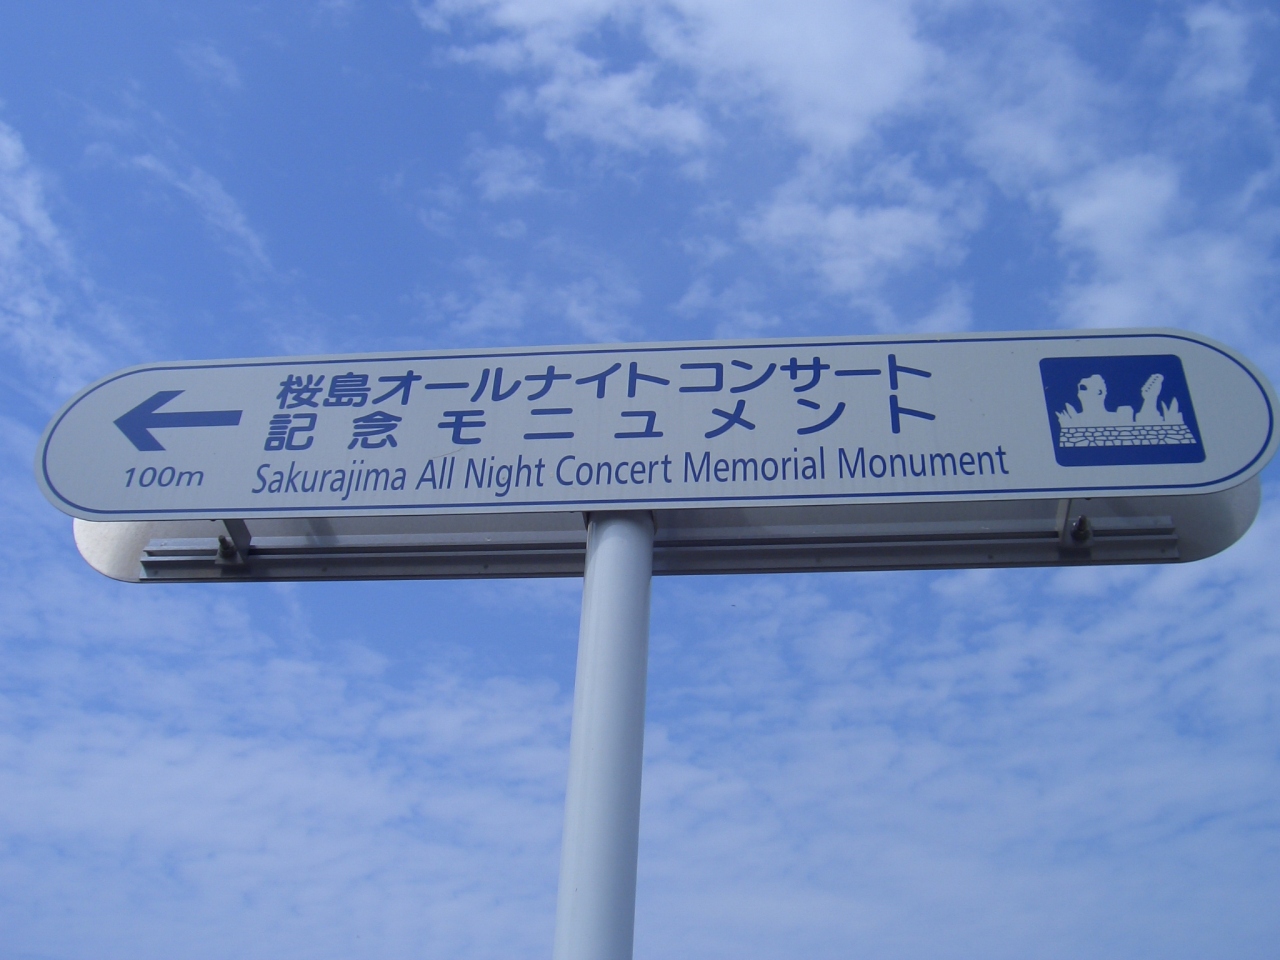 桜島オールナイトコンサート
記念モニュメント
Sakurajima All Night Concert Memorial Monument
100m